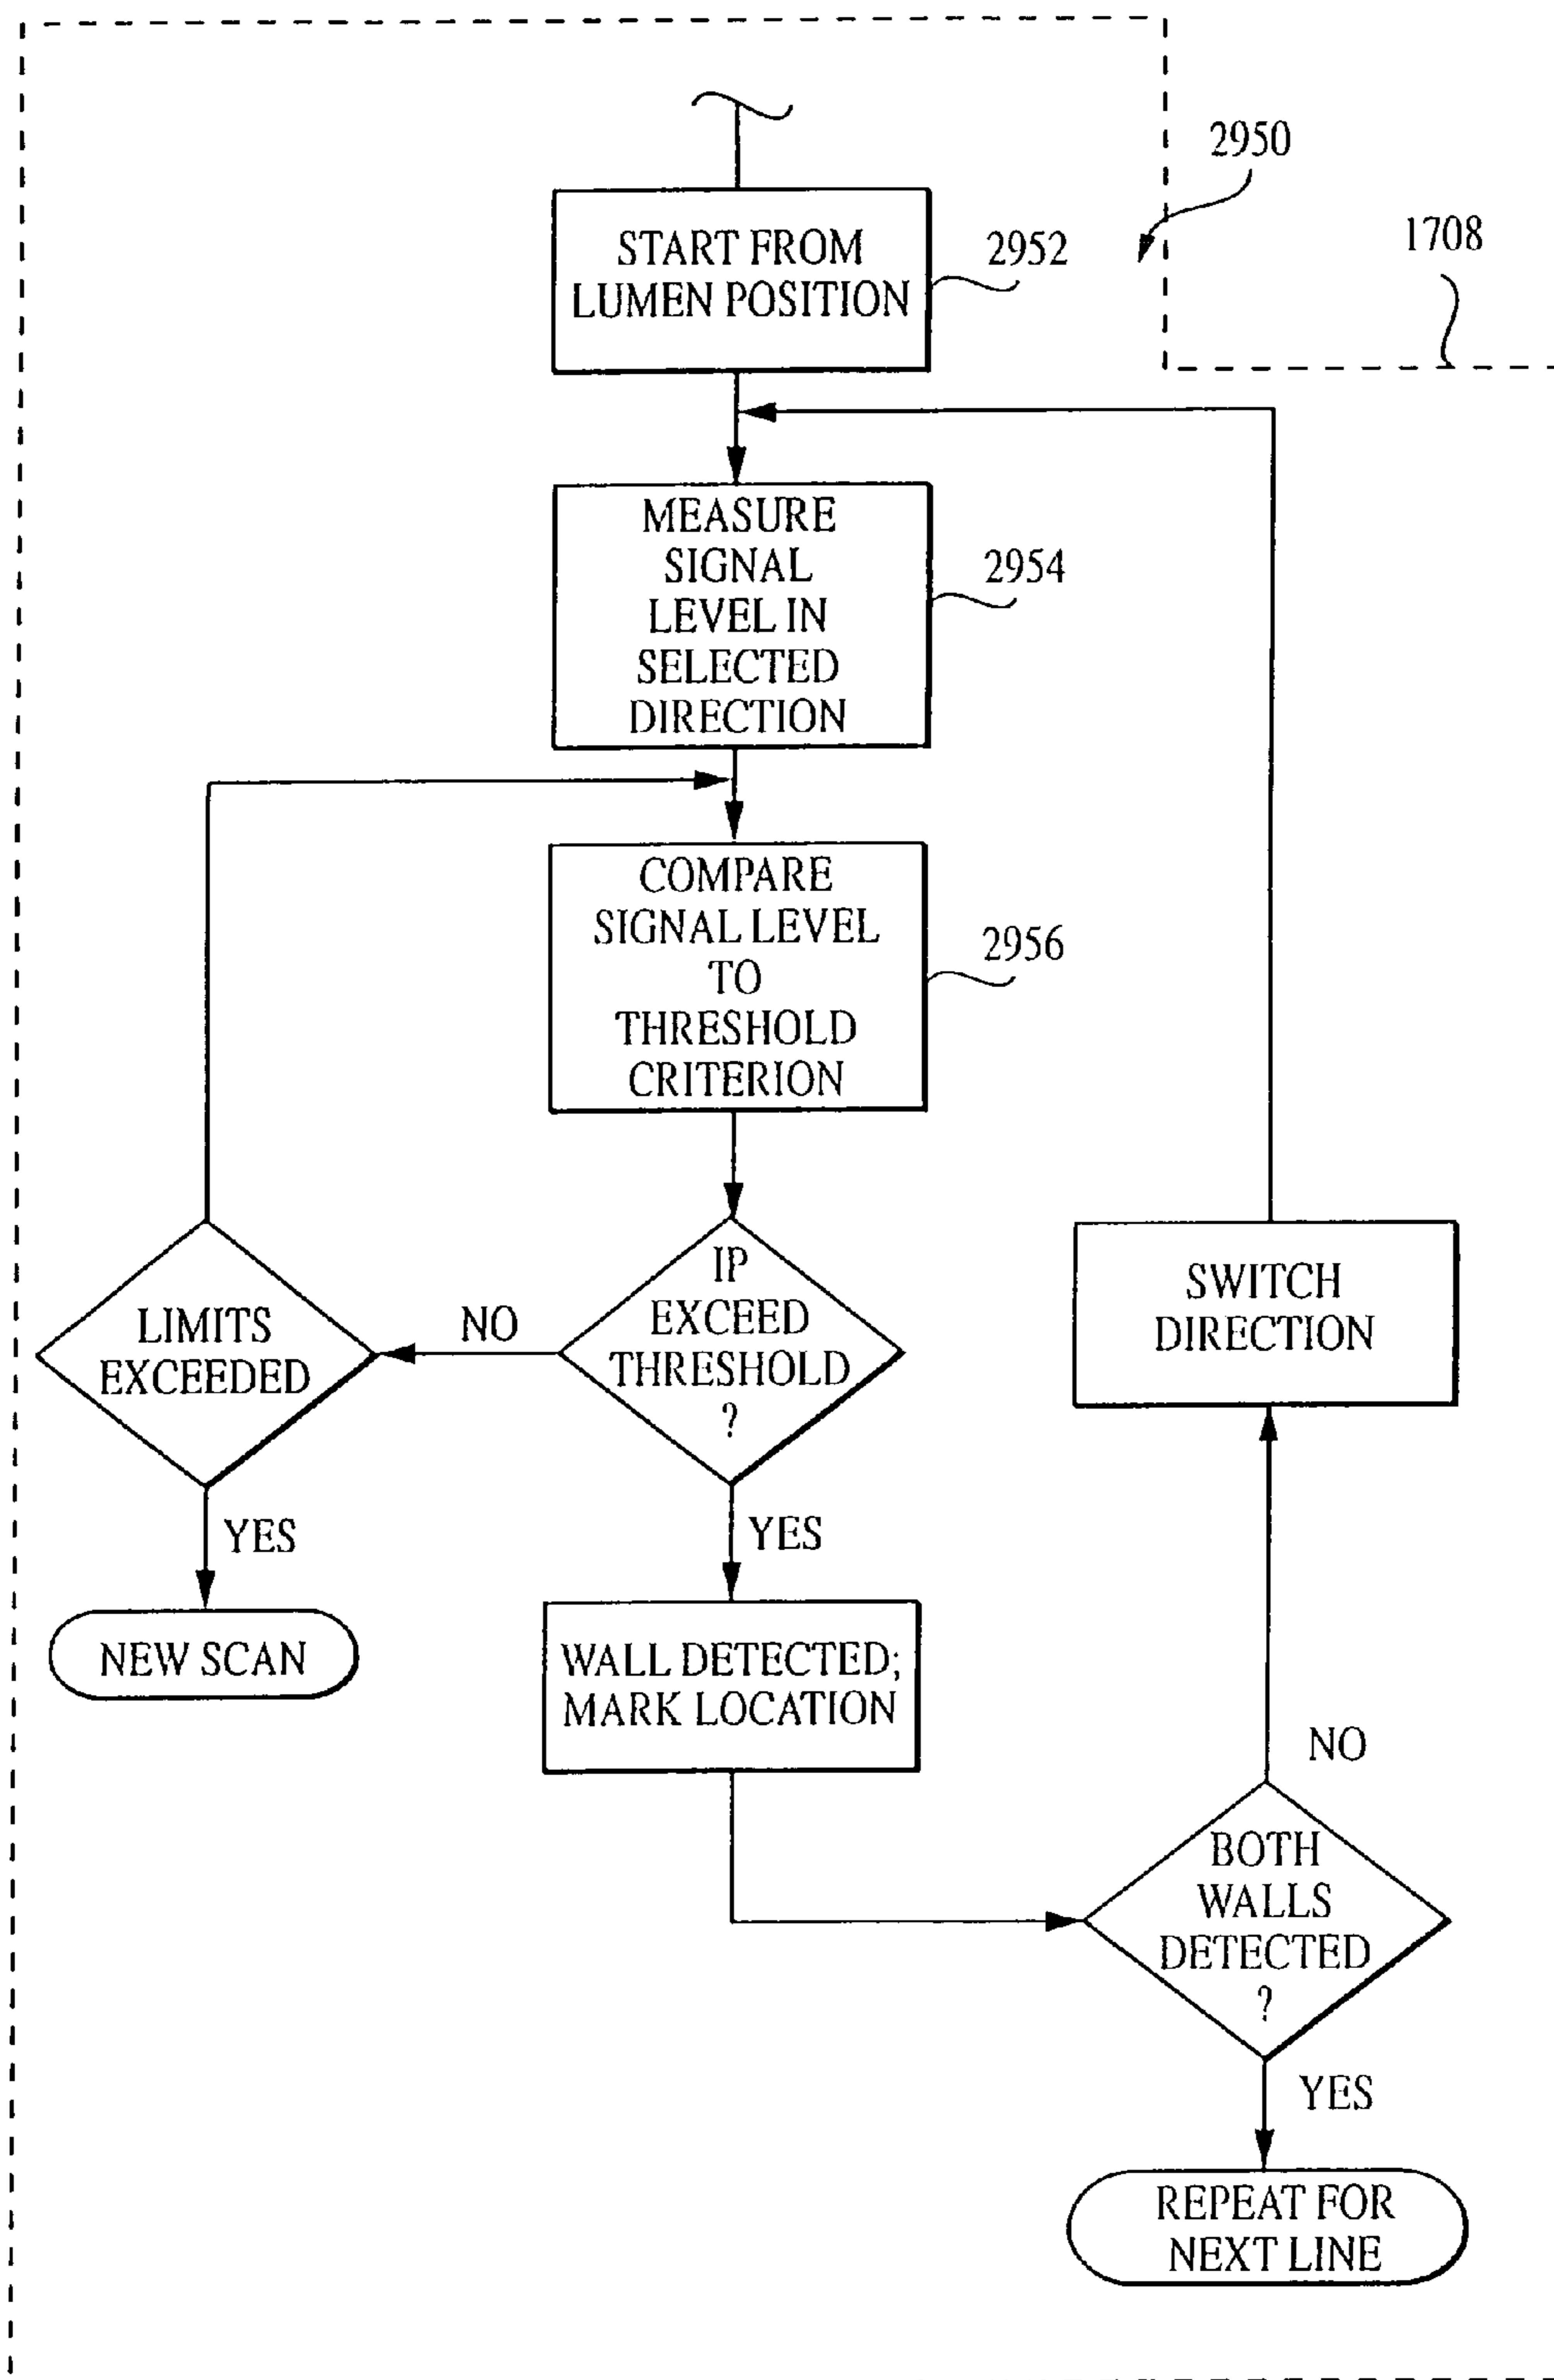 2950
1708
START FROM
LUMEN POSITION
2952
MEASURE
SIGNAL
LEVEL IN
SELECTED
DIRECTION
2954
COMPARE
SIGNAL LEVEL
TO
THRESHOLD
CRITERION
2956
IP
EXCEED
THRESHOLD
?
NO
LIMITS
EXCEEDED
YES
NEW SCAN
YES
WALL DETECTED;
MARK LOCATION
SWITCH
DIRECTION
NO
BOTH
WALLS
DETECTED
?
YES
REPEAT FOR
NEXT LINE